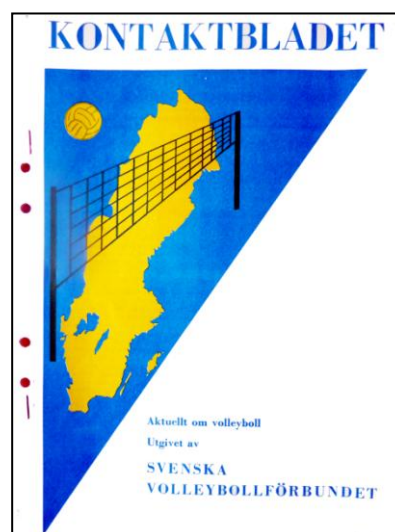 KONTAKTBLADET
Aktuellt om volleyboll
Utgivet av
SVENSKA
VOLLEYBOLLFÖRBUNDET